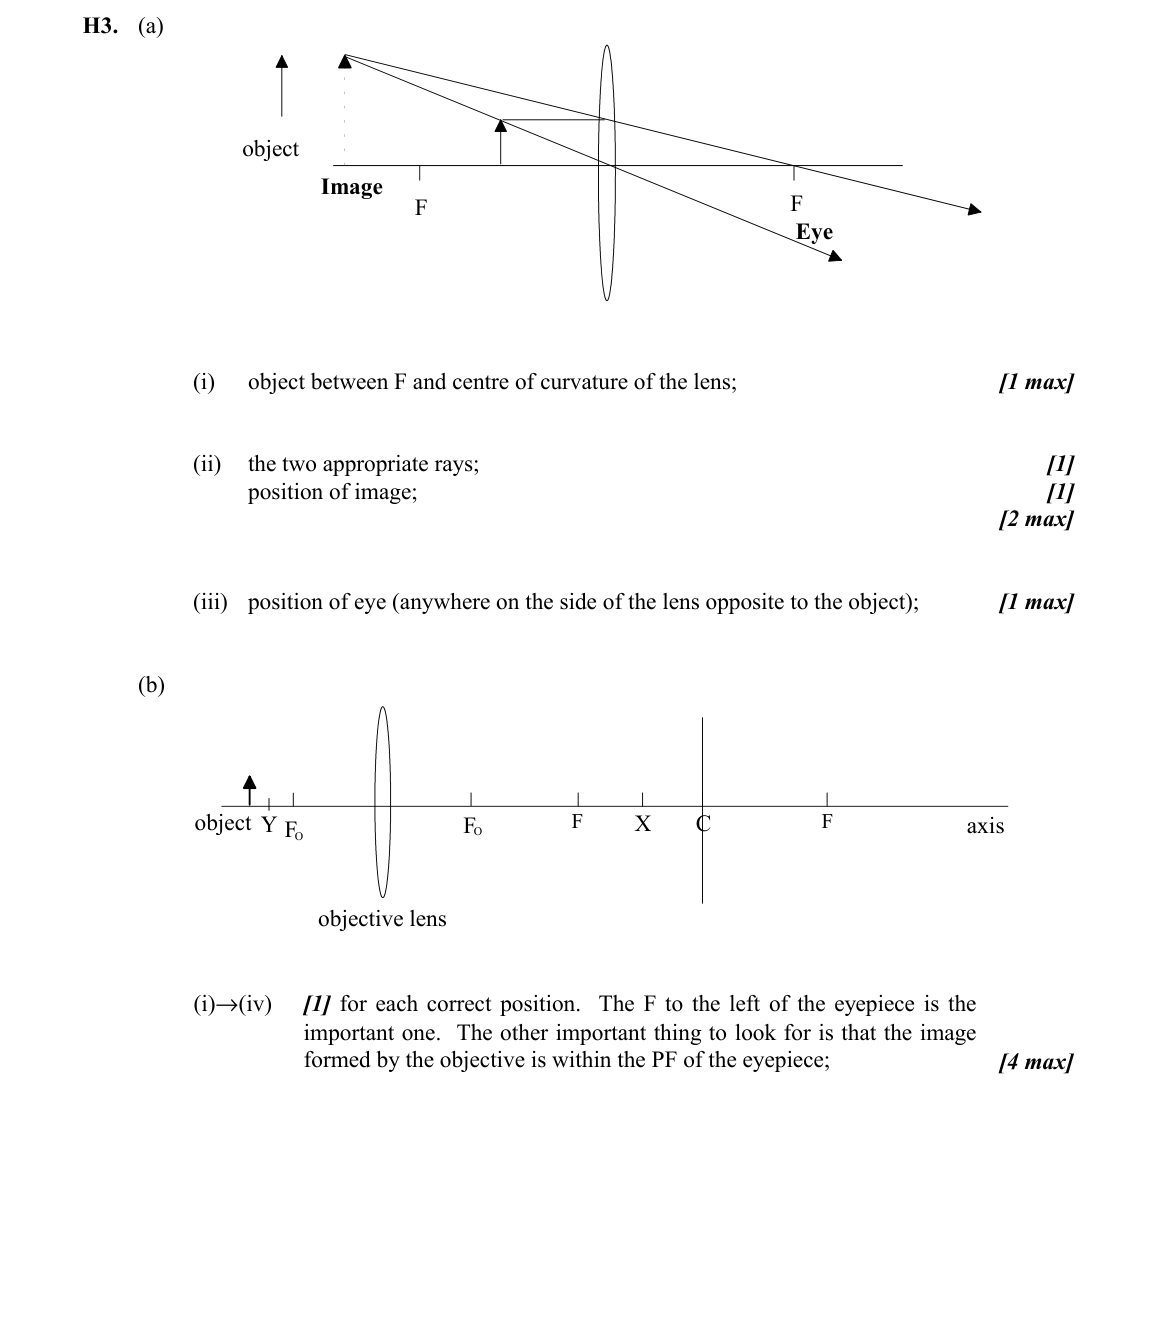 H3. (a)
object
Image
F
F
Eye
(i) object between F and centre of curvature of the lens; [1 max]
(ii) the two appropriate rays; [1]
position of image; [1]
[2 max]
(iii) position of eye (anywhere on the side of the lens opposite to the object); [1 max]
(b)
object Y F₀ F₀ F X C F axis
objective lens
(i)→(iv) [1] for each correct position. The F to the left of the eyepiece is the
important one. The other important thing to look for is that the image
formed by the objective is within the PF of the eyepiece; [4 max]